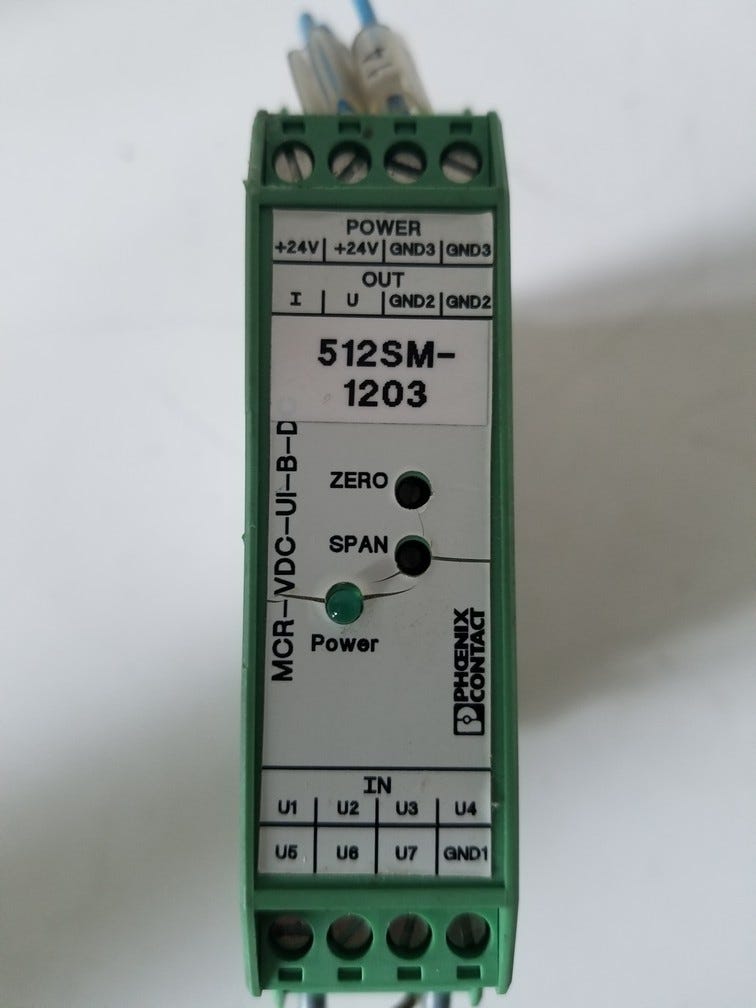 POWER
+24V +24V GND3 GND3
OUT
I U GND2 GND2
512SM-
1203
MCR-VDC-UI-B-D
ZERO
SPAN
Power
PHŒNIX
CONTACT
IN
U1 U2 U3 U4
U5 U6 U7 GND1